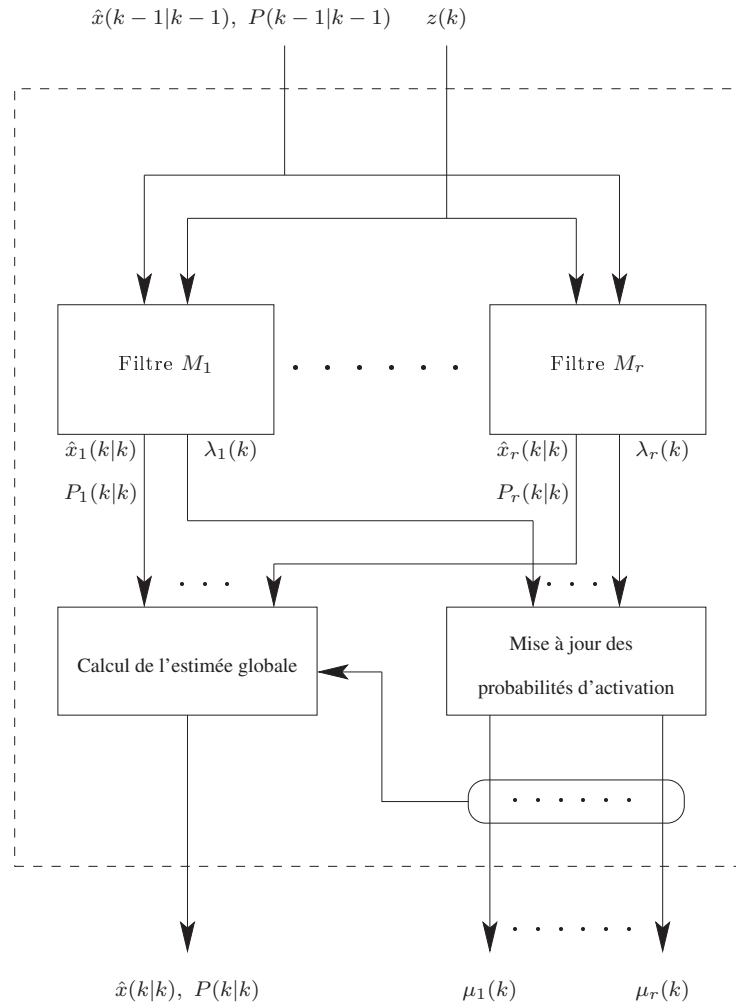 x̂(k − 1|k − 1), P(k − 1|k − 1) z(k)
Filtre M₁ . . . . . . Filtre Mᵣ
x̂₁(k|k) λ₁(k) x̂ᵣ(k|k) λᵣ(k)
P₁(k|k) Pᵣ(k|k)
. . . . . . .
Calcul de l'estimée globale
Mise à jour des
probabilités d'activation
. . . . . .
. . . . . .
x̂(k|k), P(k|k) μ₁(k) μᵣ(k)